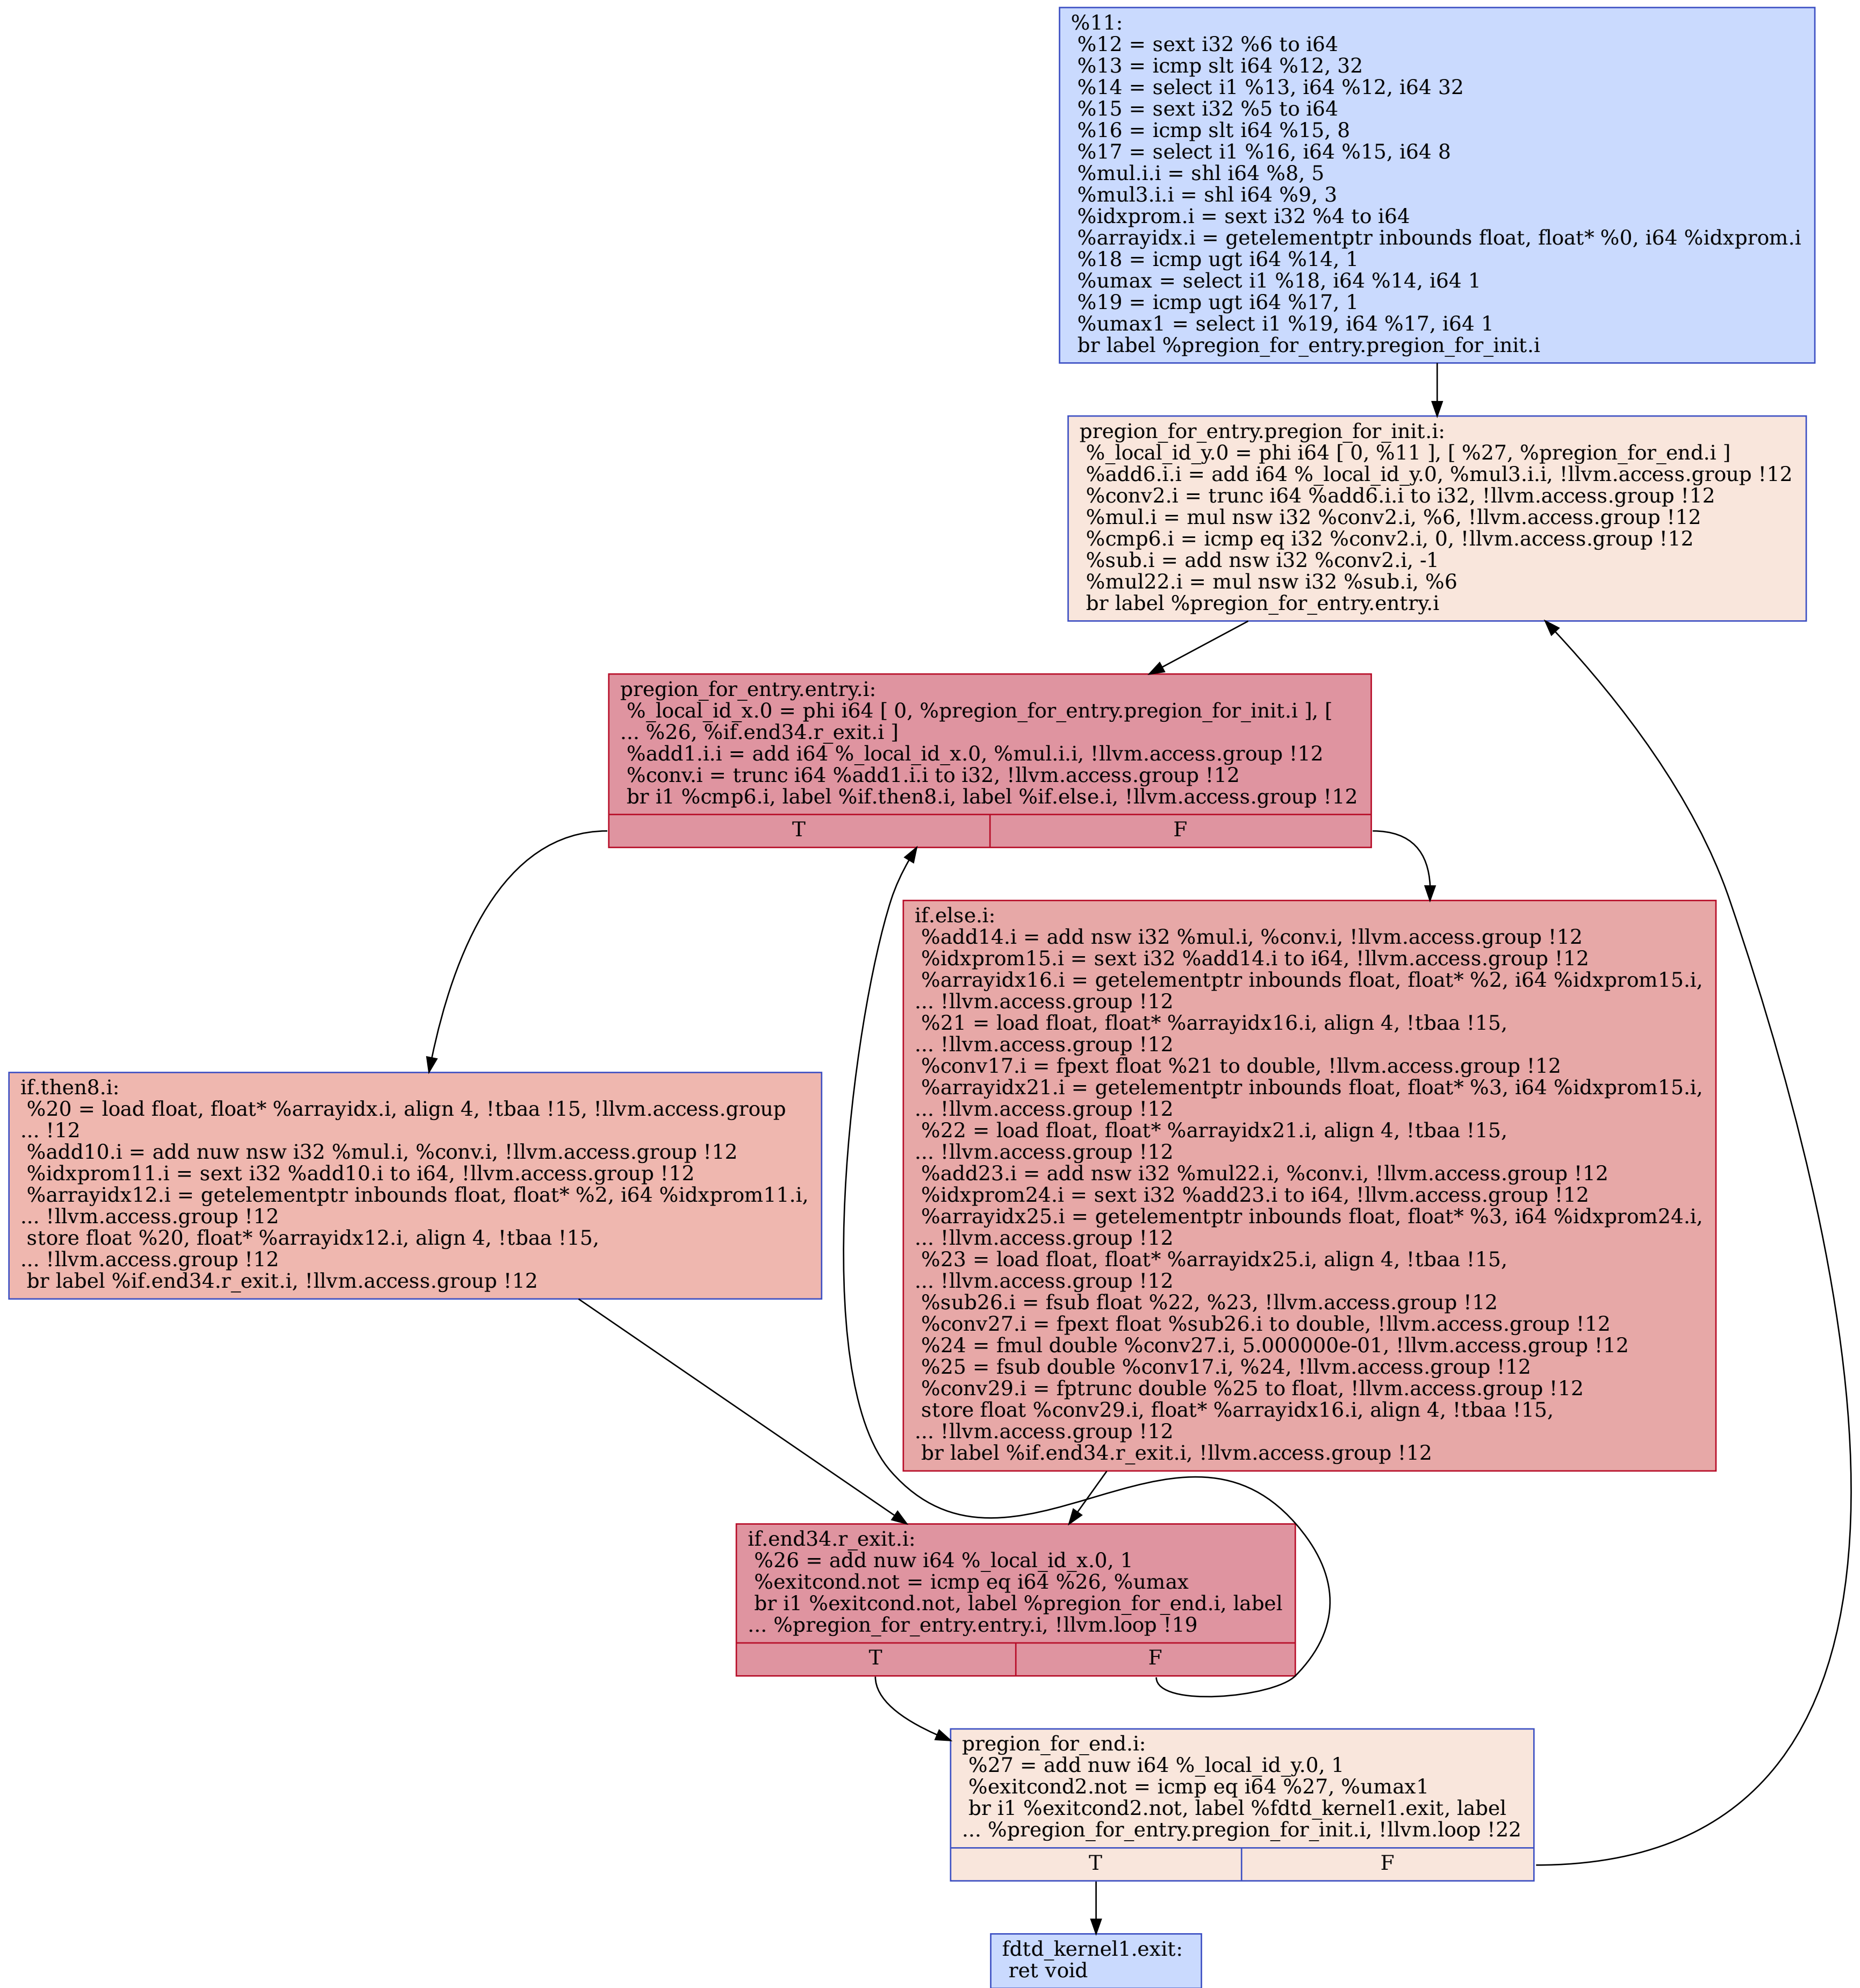 %11:
%12 = sext i32 %6 to i64
%13 = icmp slt i64 %12, 32
%14 = select i1 %13, i64 %12, i64 32
%15 = sext i32 %5 to i64
%16 = icmp slt i64 %15, 8
%17 = select i1 %16, i64 %15, i64 8
%mul.i.i = shl i64 %8, 5
%mul3.i.i = shl i64 %9, 3
%idxprom.i = sext i32 %4 to i64
%arrayidx.i = getelementptr inbounds float, float* %0, i64 %idxprom.i
%18 = icmp ugt i64 %14, 1
%umax = select i1 %18, i64 %14, i64 1
%19 = icmp ugt i64 %17, 1
%umax1 = select i1 %19, i64 %17, i64 1
br label %pregion_for_entry.pregion_for_init.i
pregion_for_entry.pregion_for_init.i:
%_local_id_y.0 = phi i64 [ 0, %11 ], [ %27, %pregion_for_end.i ]
%add6.i.i = add i64 %_local_id_y.0, %mul3.i.i, !llvm.access.group !12
%conv2.i = trunc i64 %add6.i.i to i32, !llvm.access.group !12
%mul.i = mul nsw i32 %conv2.i, %6, !llvm.access.group !12
%cmp6.i = icmp eq i32 %conv2.i, 0, !llvm.access.group !12
%sub.i = add nsw i32 %conv2.i, -1
%mul22.i = mul nsw i32 %sub.i, %6
br label %pregion_for_entry.entry.i
pregion_for_entry.entry.i:
%_local_id_x.0 = phi i64 [ 0, %pregion_for_entry.pregion_for_init.i ], [
... %26, %if.end34.r_exit.i ]
%add1.i.i = add i64 %_local_id_x.0, %mul.i.i, !llvm.access.group !12
%conv.i = trunc i64 %add1.i.i to i32, !llvm.access.group !12
br i1 %cmp6.i, label %if.then8.i, label %if.else.i, !llvm.access.group !12
T F
if.then8.i:
%20 = load float, float* %arrayidx.i, align 4, !tbaa !15, !llvm.access.group
... !12
%add10.i = add nuw nsw i32 %mul.i, %conv.i, !llvm.access.group !12
%idxprom11.i = sext i32 %add10.i to i64, !llvm.access.group !12
%arrayidx12.i = getelementptr inbounds float, float* %2, i64 %idxprom11.i,
... !llvm.access.group !12
store float %20, float* %arrayidx12.i, align 4, !tbaa !15,
... !llvm.access.group !12
br label %if.end34.r_exit.i, !llvm.access.group !12
if.else.i:
%add14.i = add nsw i32 %mul.i, %conv.i, !llvm.access.group !12
%idxprom15.i = sext i32 %add14.i to i64, !llvm.access.group !12
%arrayidx16.i = getelementptr inbounds float, float* %2, i64 %idxprom15.i,
... !llvm.access.group !12
%21 = load float, float* %arrayidx16.i, align 4, !tbaa !15,
... !llvm.access.group !12
%conv17.i = fpext float %21 to double, !llvm.access.group !12
%arrayidx21.i = getelementptr inbounds float, float* %3, i64 %idxprom15.i,
... !llvm.access.group !12
%22 = load float, float* %arrayidx21.i, align 4, !tbaa !15,
... !llvm.access.group !12
%add23.i = add nsw i32 %mul22.i, %conv.i, !llvm.access.group !12
%idxprom24.i = sext i32 %add23.i to i64, !llvm.access.group !12
%arrayidx25.i = getelementptr inbounds float, float* %3, i64 %idxprom24.i,
... !llvm.access.group !12
%23 = load float, float* %arrayidx25.i, align 4, !tbaa !15,
... !llvm.access.group !12
%sub26.i = fsub float %22, %23, !llvm.access.group !12
%conv27.i = fpext float %sub26.i to double, !llvm.access.group !12
%24 = fmul double %conv27.i, 5.000000e-01, !llvm.access.group !12
%25 = fsub double %conv17.i, %24, !llvm.access.group !12
%conv29.i = fptrunc double %25 to float, !llvm.access.group !12
store float %conv29.i, float* %arrayidx16.i, align 4, !tbaa !15,
... !llvm.access.group !12
br label %if.end34.r_exit.i, !llvm.access.group !12
if.end34.r_exit.i:
%26 = add nuw i64 %_local_id_x.0, 1
%exitcond.not = icmp eq i64 %26, %umax
br i1 %exitcond.not, label %pregion_for_end.i, label
... %pregion_for_entry.entry.i, !llvm.loop !19
T F
pregion_for_end.i:
%27 = add nuw i64 %_local_id_y.0, 1
%exitcond2.not = icmp eq i64 %27, %umax1
br i1 %exitcond2.not, label %fdtd_kernel1.exit, label
... %pregion_for_entry.pregion_for_init.i, !llvm.loop !22
T F
fdtd_kernel1.exit:
ret void